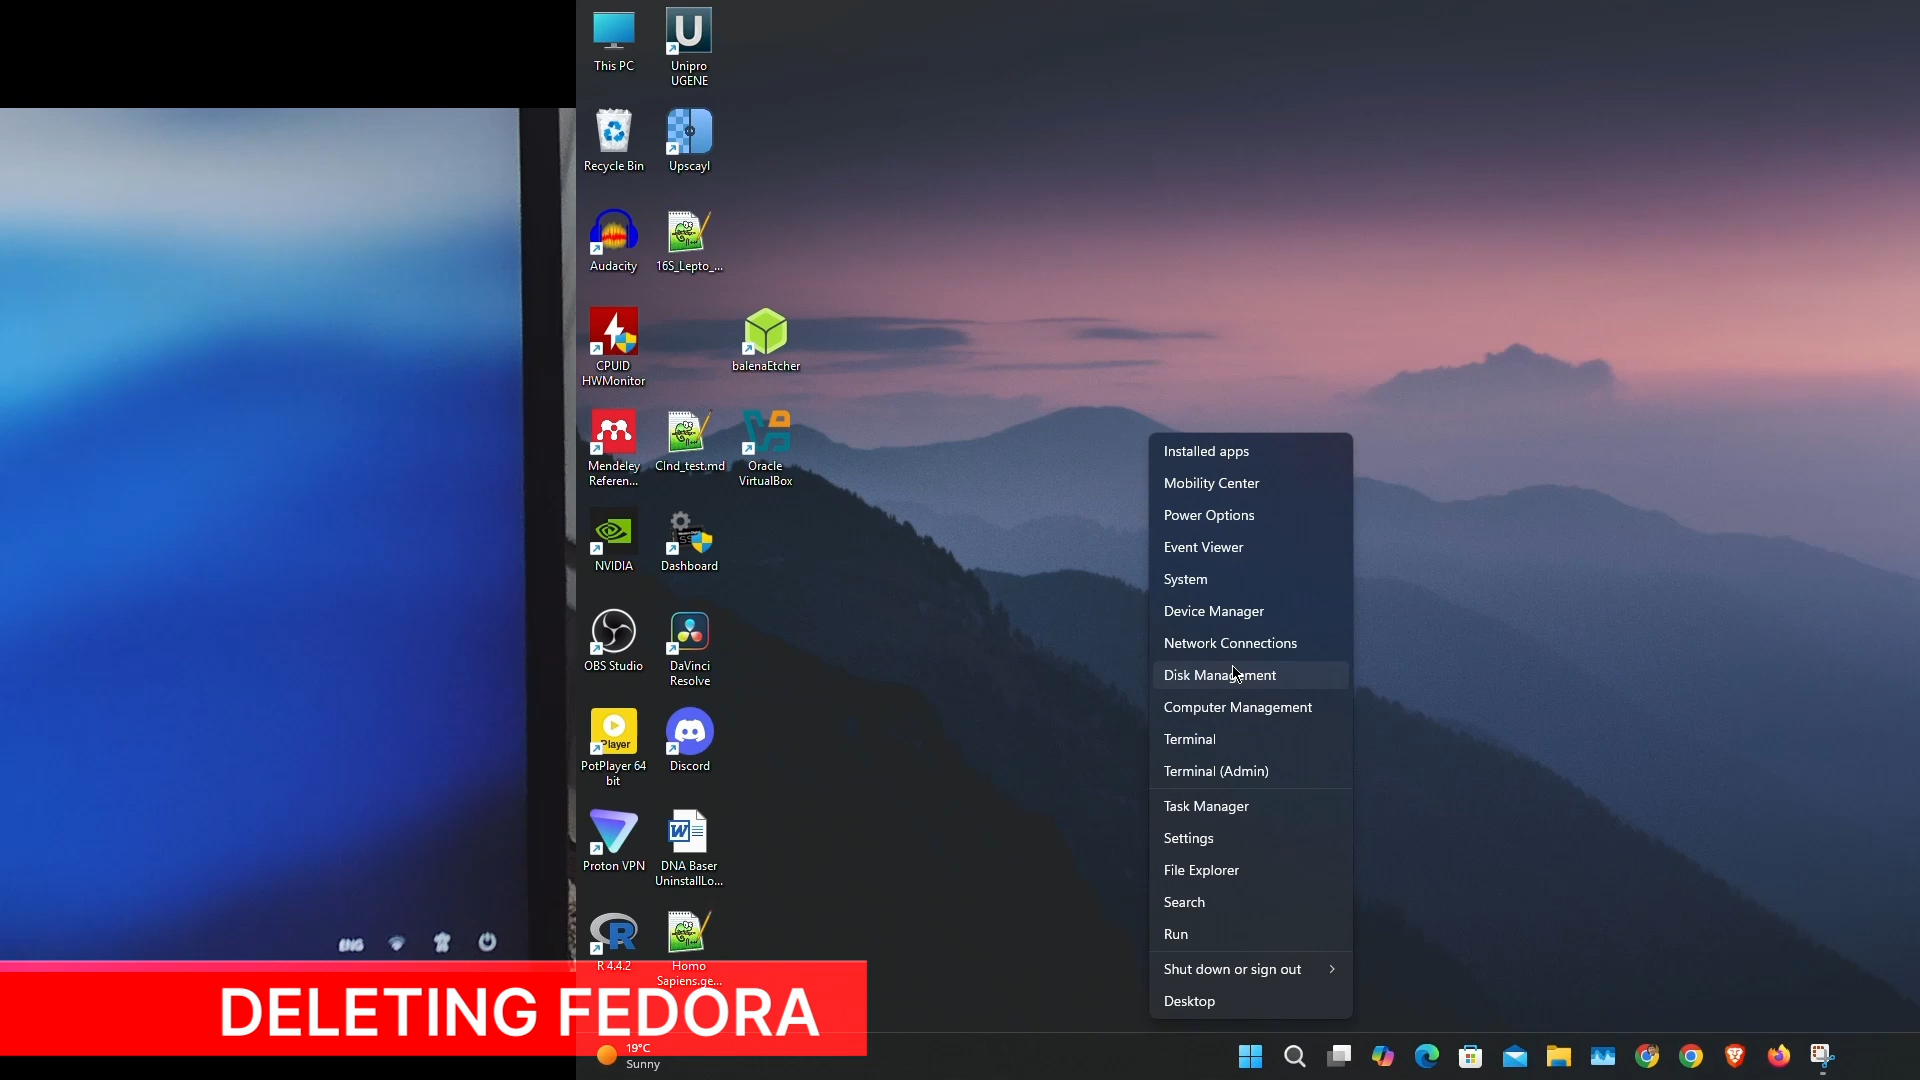 This PC
Unipro
UGENE
Recycle Bin
Upscayl
Audacity
16S_Lepto_...
CPUID
HWMonitor
balenaEtcher
Mendeley
Referen...
Clnd_test.md
Oracle
VirtualBox
NVIDIA
Dashboard
OBS Studio
DaVinci
Resolve
Player
PotPlayer 64
bit
Discord
Proton VPN
DNA Baser
UninstallLo...
R 4.4.2
Homo
Sapiens.ge...
Installed apps
Mobility Center
Power Options
Event Viewer
System
Device Manager
Network Connections
Disk Management
Computer Management
Terminal
Terminal (Admin)
Task Manager
Settings
File Explorer
Search
Run
Shut down or sign out
Desktop
ENG
DELETING FEDORA
19°C
Sunny